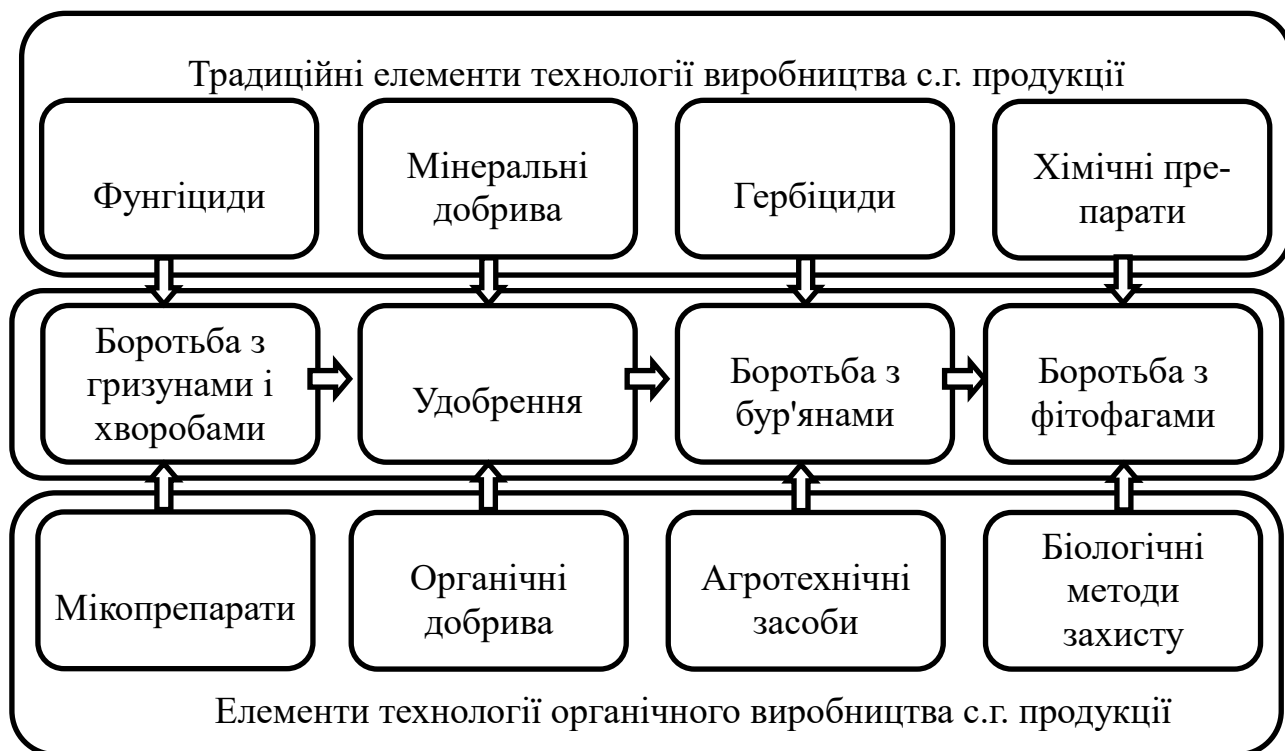 Традиційні елементи технології виробництва с.г. продукції
Фунгіциди
Мінеральні
добрива
Гербіциди
Хімічні пре-
парати
Боротьба з
гризунами і
хворобами
Удобрення
Боротьба з
бур'янами
Боротьба з
фітофагами
Мікопрепарати
Органічні
добрива
Агротехнічні
засоби
Біологічні
методи
захисту
Елементи технології органічного виробництва с.г. продукції